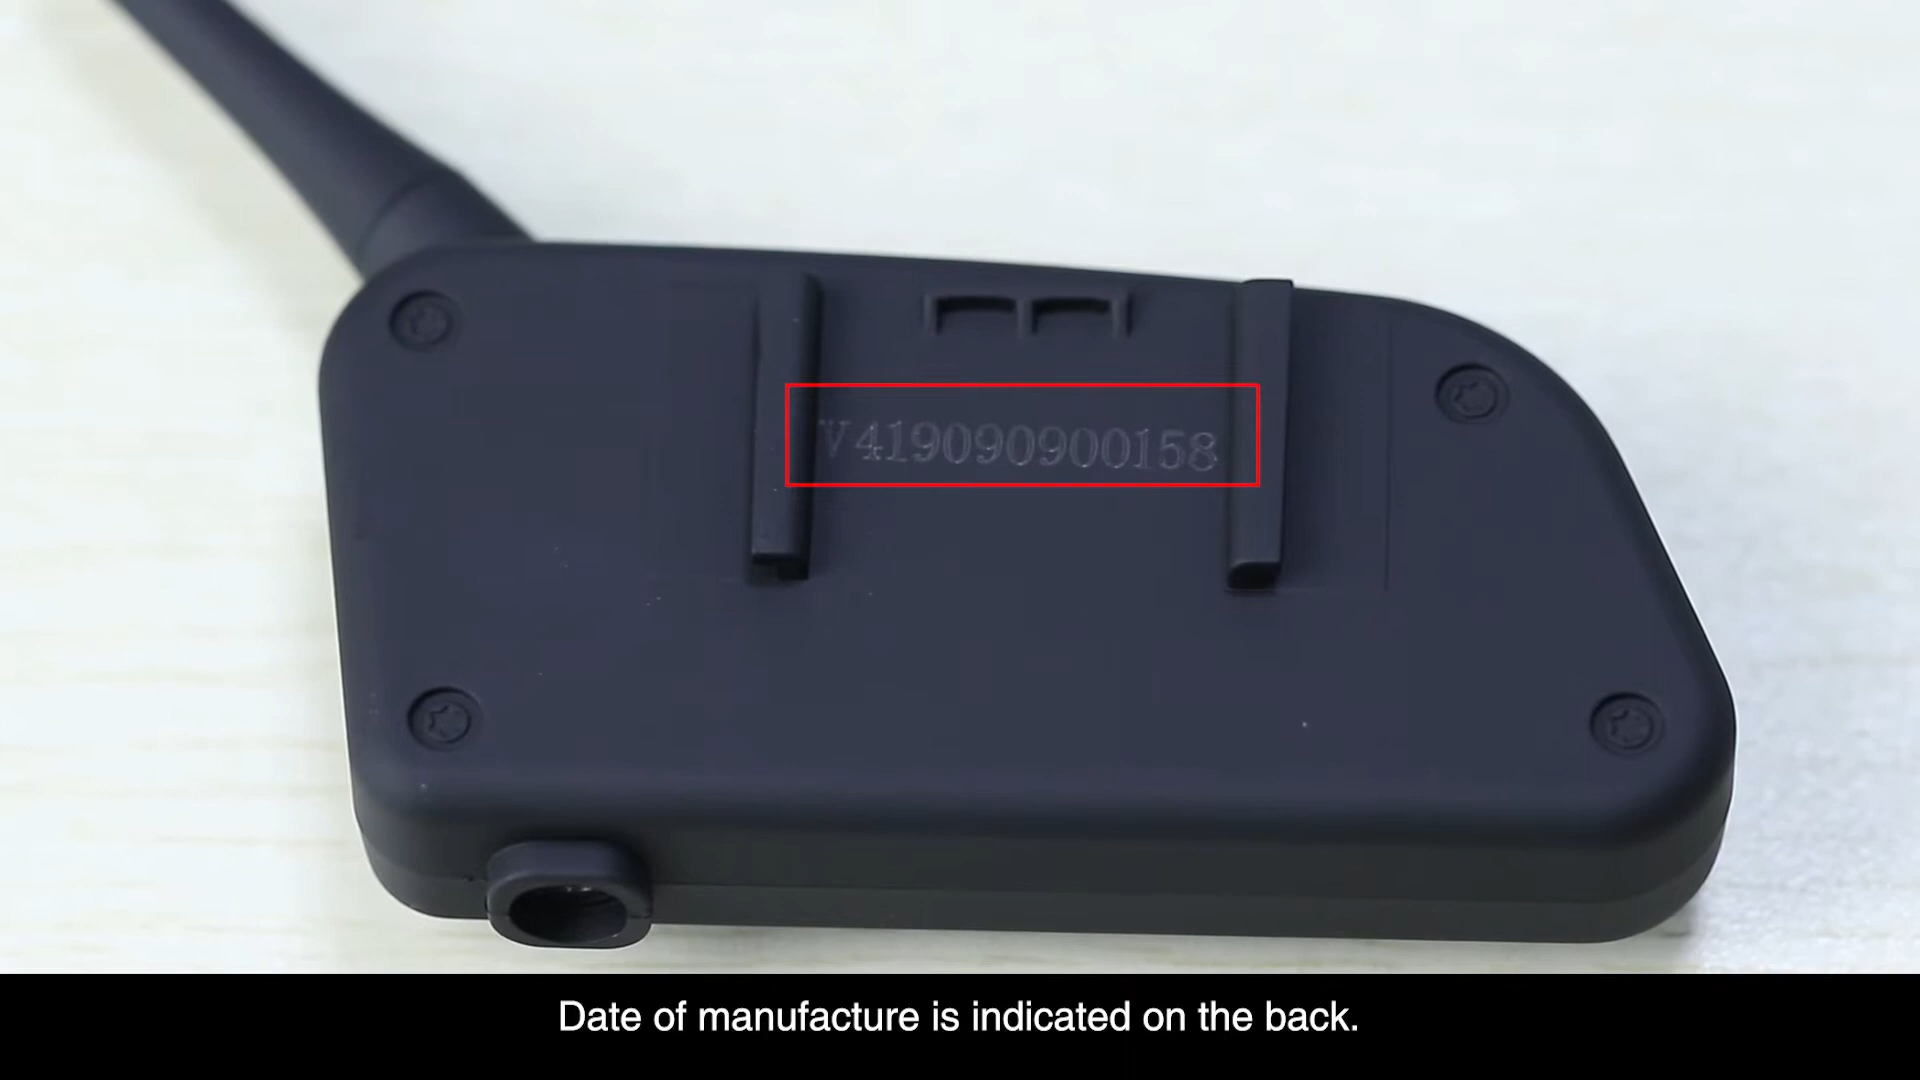 V419090900158
Date of manufacture is indicated on the back.